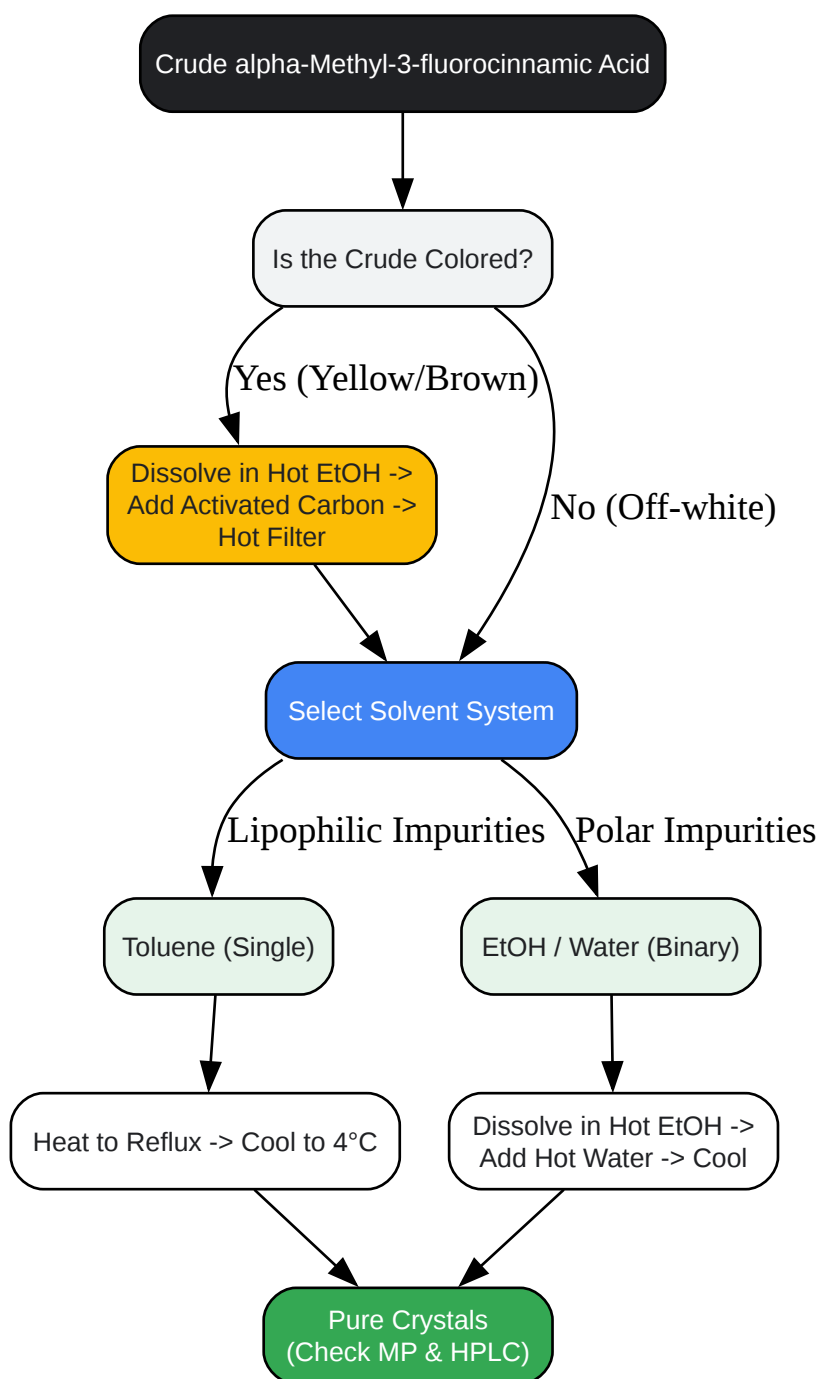 Crude alpha-Methyl-3-fluorocinnamic Acid
Is the Crude Colored?
Yes (Yellow/Brown)
Dissolve in Hot EtOH ->
Add Activated Carbon ->
Hot Filter
No (Off-white)
Select Solvent System
Lipophilic Impurities
Polar Impurities
Toluene (Single)
EtOH / Water (Binary)
Heat to Reflux -> Cool to 4°C
Dissolve in Hot EtOH ->
Add Hot Water -> Cool
Pure Crystals
(Check MP & HPLC)